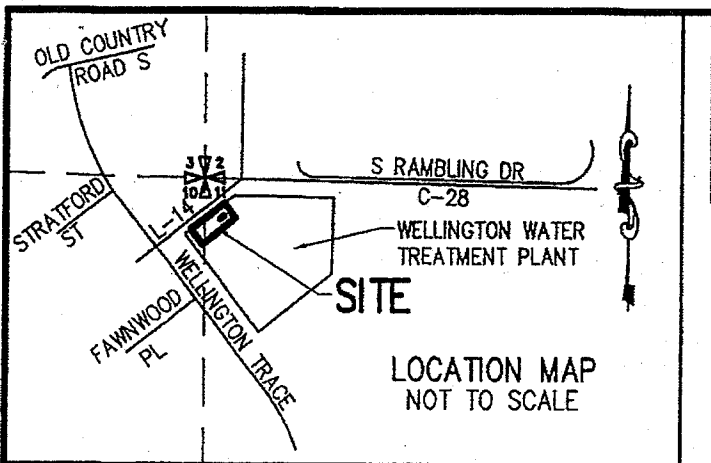 OLD COUNTRY
ROAD S
3 2
10 11
S RAMBLING DR
C-28
STRATFORD
ST
L-14
WELLINGTON WATER
TREATMENT PLANT
SITE
WELLINGTON TRACE
FAWNWOOD
PL
LOCATION MAP
NOT TO SCALE